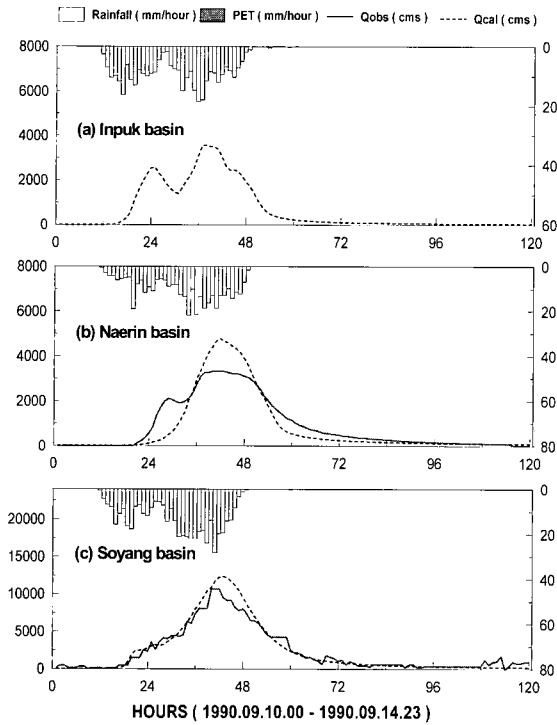 Rainfall ( mm/hour) PET ( mm/hour) Qobs ( cms) Qcal ( cms)
8000 0
6000 20
(a) Inpuk basin
4000
2000 40
0 60
0 24 48 72 96 120
8000 0
6000 20
(b) Naerin basin
4000 40
2000 60
0 80
0 24 48 72 96 120
0
20000 20
15000
(c) Soyang basin
10000 40
5000 60
0 80
0 24 48 72 96 120
HOURS ( 1990.09.10.00 - 1990.09.14.23 )